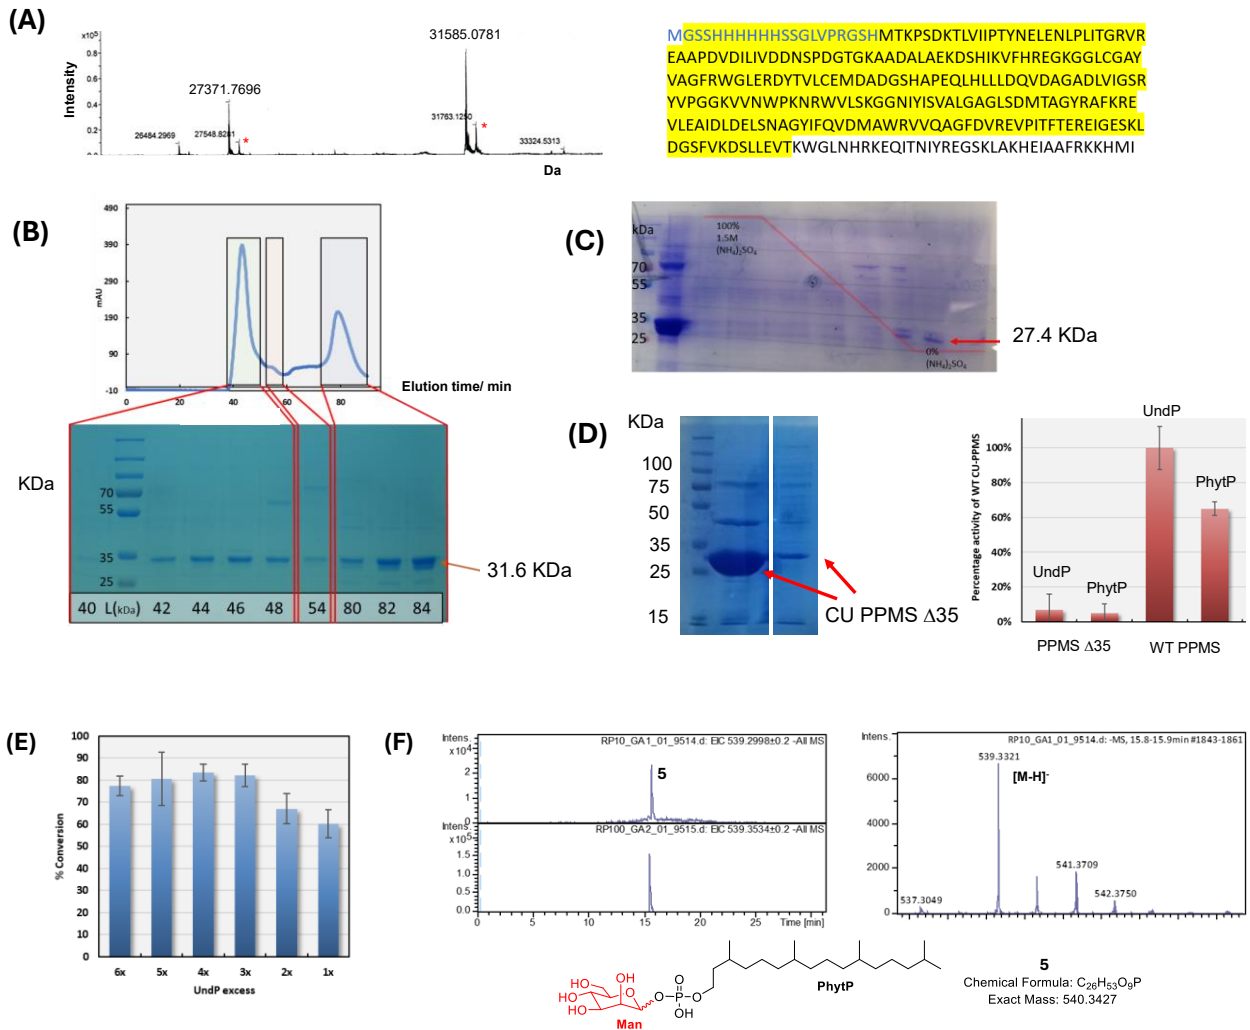 (A)
x10⁵
31585.0781
Intensity
0.8
0.6
0.4
0.2
0.0
27371.7696
26484.2969
27548.8281
*
31763.1250
*
33324.5313
Da
MGSSHHHHHHSSGLVPRGSHMTKPSDKTLVIIPTYNELENLPLITGRVR
EAAPDVDILIVDDNSPDGTGKAADALAEKDSHIKVFHREGKGGLCGAY
VAGFRWGLERDYTVLCEMDADGSHAPEQLHLLLDQVDAGADLVIGSR
YVPGGKVVNWPKNRWVLSKGGNIYISVALGAGLSDMTAGYRAFKRE
VLEAIDLDELSNAGYIFQVDMAWRVVQAGFDVREVPITFTEREIGESKL
DGSFVKDSLLEVTKWGLNHRKEQITNIYREGSKLAKHEIAAFRKKHMI
(B)
490
390
290
190
90
-10
mAU
0 20 40 60 80
Elution time/ min
KDa
70
55
35
25
31.6 KDa
40 L(kDa) 42 44 46 48 54 80 82 84
(C)
kDa
70
55
35
25
100%
1.5M
(NH₄)₂SO₄
0%
(NH₄)₂SO₄
27.4 KDa
(D)
KDa
100
75
50
35
25
15
CU PPMS Δ35
Percentage activity of WT CU-PPMS
100%
80%
60%
40%
20%
0%
UndP
PhytP
UndP
PhytP
PPMS Δ35
WT PPMS
(E)
% Conversion
100
90
80
70
60
50
40
30
20
10
0
6x 5x 4x 3x 2x 1x
UndP excess
(F)
Intens.
x10⁴
RP10_GA1_01_9514.d: EIC 539.2998±0.2 -All MS
5
2
1
0
Intens.
x10⁵
RP100_GA2_01_9515.d: EIC 539.3534±0.2 -All MS
1.5
1.0
0.5
0.0
0 5 10 15 20 25 30
Time [min]
Intens.
RP10_GA1_01_9514.d: -MS, 15.8-15.9min #1843-1861
539.3321
[M-H]⁻
6000
4000
2000
0
537.3049
541.3709
542.3750
HO
OH
OH
HO
HO
O
O
O
P
OH
O
Man
PhytP
5
Chemical Formula: C₂₆H₅₃O₉P
Exact Mass: 540.3427